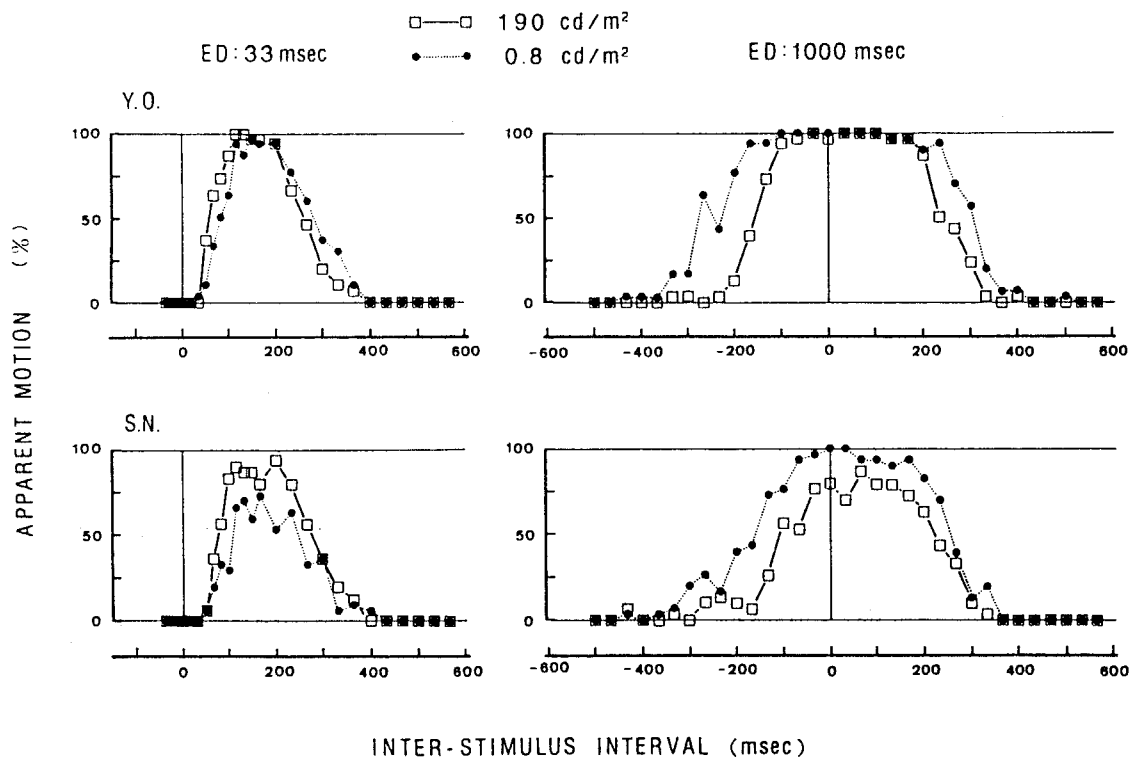 190 cd/m²
ED:33 msec
0.8 cd/m²
ED:1000 msec
Y.O.
100
50
0
0 200 400 600
100
50
0
-600 -400 -200 0 200 400 600
S.N.
100
50
0
0 200 400 600
100
50
0
-600 -400 -200 0 200 400 600
APPARENT MOTION (%)
INTER-STIMULUS INTERVAL (msec)